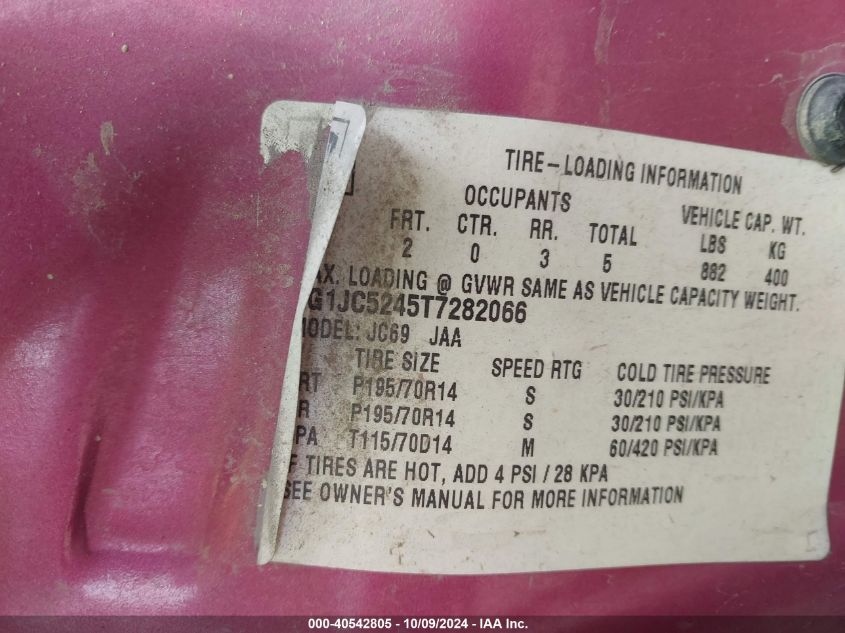 TIRE-LOADING INFORMATION
OCCUPANTS VEHICLE CAP. WT.
FRT. CTR. RR. TOTAL LBS KG
2 0 3 5 882 400
AX. LOADING @ GVWR SAME AS VEHICLE CAPACITY WEIGHT.
G1JC5245T7282066
MODEL: JC69 JAA
TIRE SIZE SPEED RTG COLD TIRE PRESSURE
RT P195/70R14 S 30/210 PSI/KPA
R P195/70R14 S 30/210 PSI/KPA
PA T115/70D14 M 60/420 PSI/KPA
F TIRES ARE HOT, ADD 4 PSI / 28 KPA
SEE OWNER'S MANUAL FOR MORE INFORMATION
000-40542805 - 10/09/2024 - IAA Inc.